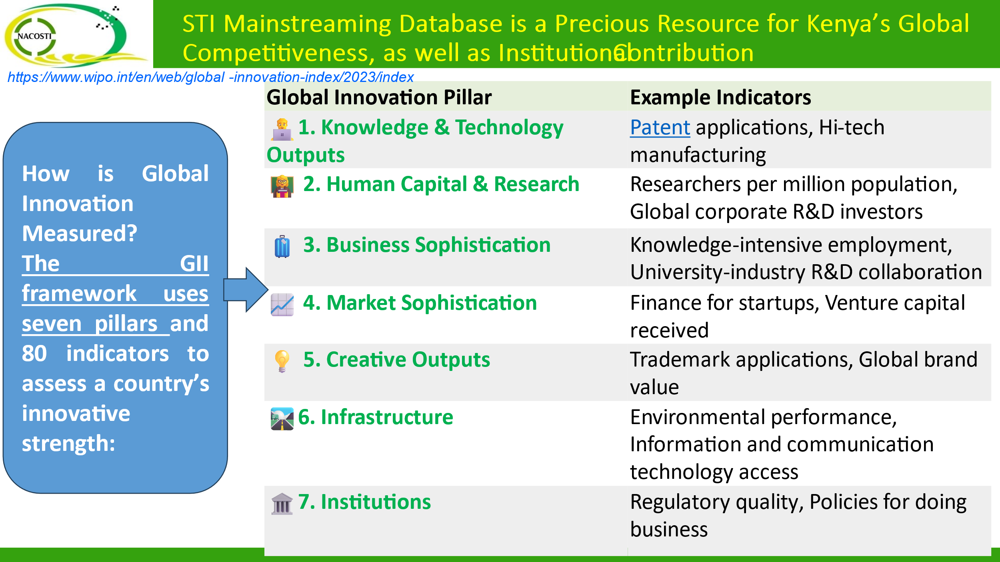 NACOSTI
STI Mainstreaming Database is a Precious Resource for Kenya’s Global
Competitiveness, as well as Institutional Contribution
https://www.wipo.int/en/web/global -innovation-index/2023/index
How is Global
Innovation
Measured?
The GII
framework uses
seven pillars and
80 indicators to
assess a country’s
innovative
strength:
Global Innovation Pillar
Example Indicators
1. Knowledge & Technology
Outputs
Patent applications, Hi-tech
manufacturing
2. Human Capital & Research
Researchers per million population,
Global corporate R&D investors
3. Business Sophistication
Knowledge-intensive employment,
University-industry R&D collaboration
4. Market Sophistication
Finance for startups, Venture capital
received
5. Creative Outputs
Trademark applications, Global brand
value
6. Infrastructure
Environmental performance,
Information and communication
technology access
7. Institutions
Regulatory quality, Policies for doing
business